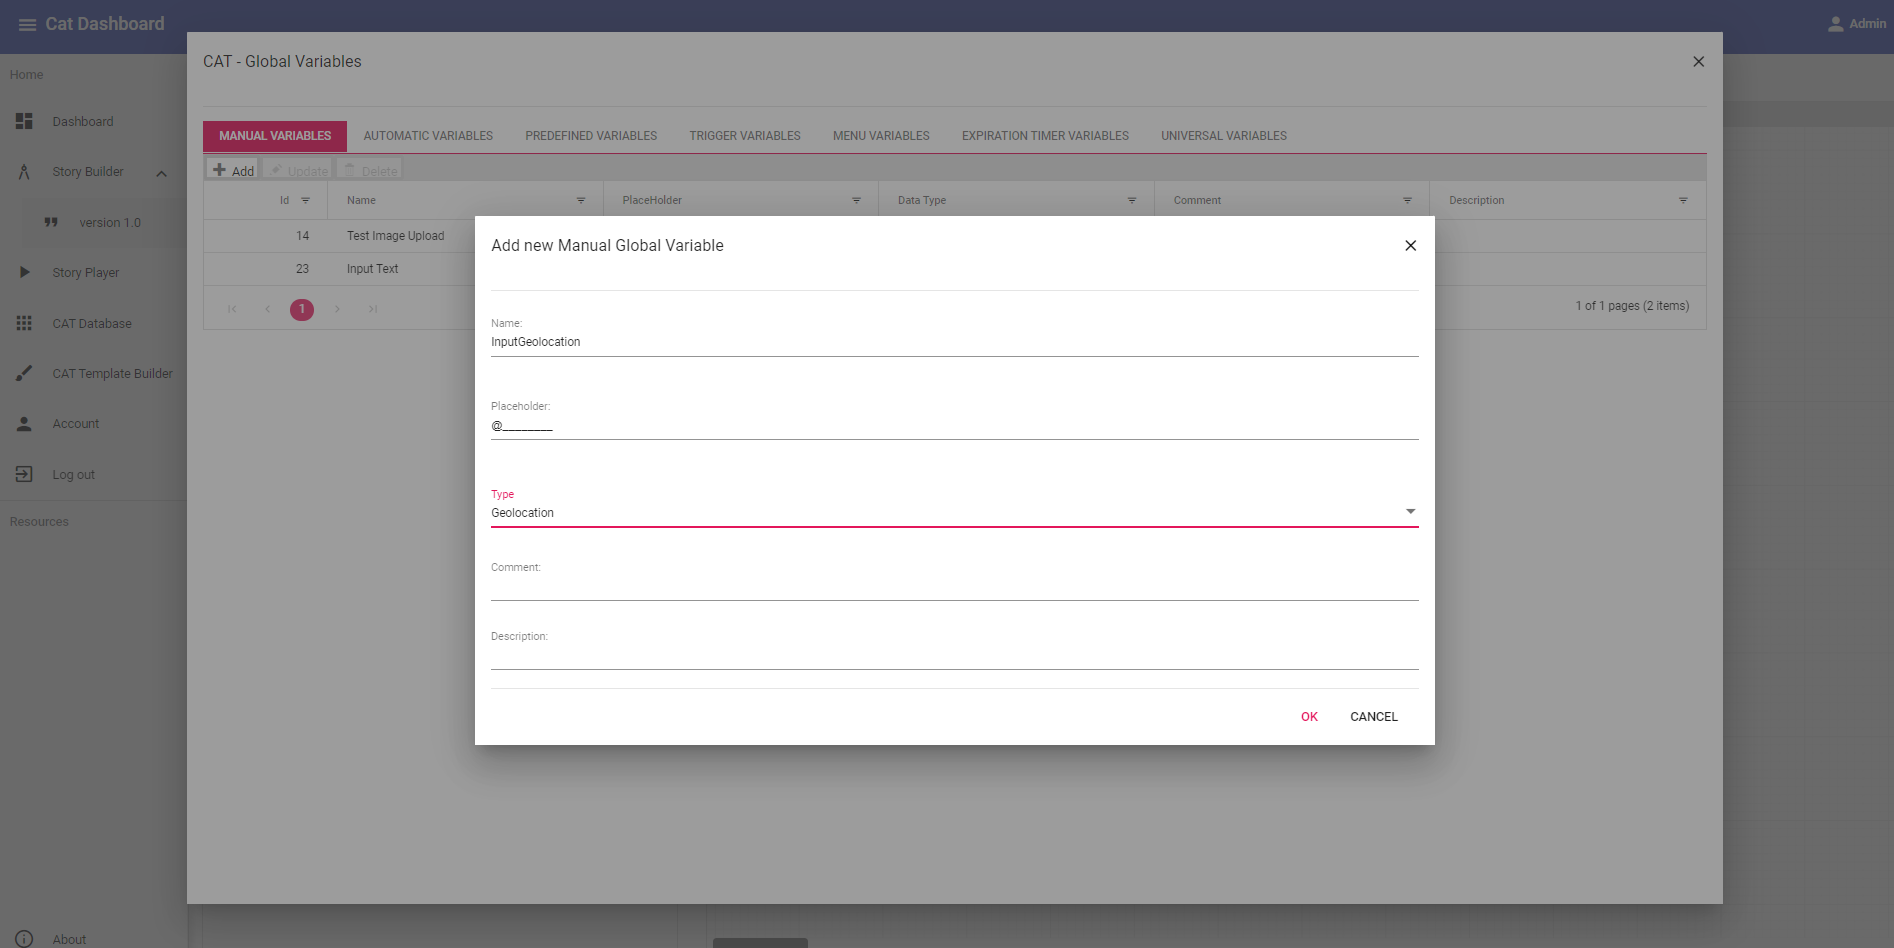 Cat Dashboard
Admin
Home
Dashboard
Story Builder
version 1.0
Story Player
CAT Database
CAT Template Builder
Account
Log out
Resources
About
CAT - Global Variables
MANUAL VARIABLES AUTOMATIC VARIABLES PREDEFINED VARIABLES TRIGGER VARIABLES MENU VARIABLES EXPIRATION TIMER VARIABLES UNIVERSAL VARIABLES
Add Update Delete
Id Name PlaceHolder Data Type Comment Description
14 Test Image Upload
23 Input Text
1
1 of 1 pages (2 items)
Add new Manual Global Variable
Name:
InputGeolocation
Placeholder:
@________
Type
Geolocation
Comment:
Description:
OK CANCEL